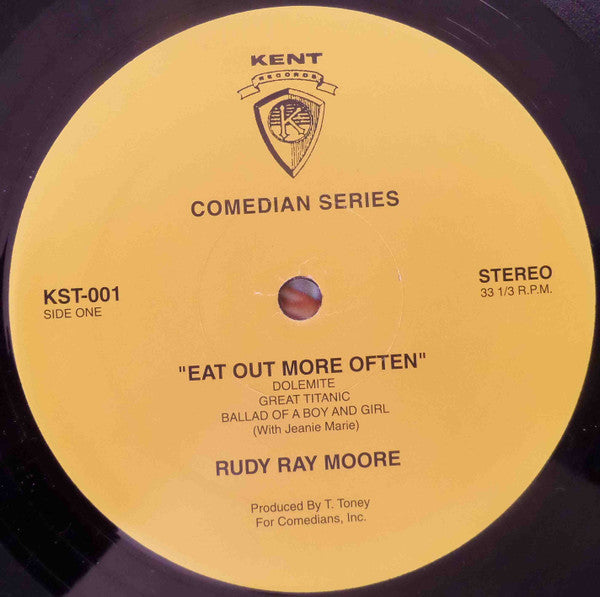 KENT
RECORDS
K
COMEDIAN SERIES
KST-001
SIDE ONE
STEREO
33 1/3 R.P.M.
"EAT OUT MORE OFTEN"
DOLEMITE
GREAT TITANIC
BALLAD OF A BOY AND GIRL
(With Jeanie Marie)
RUDY RAY MOORE
Produced By T. Toney
For Comedians, Inc.